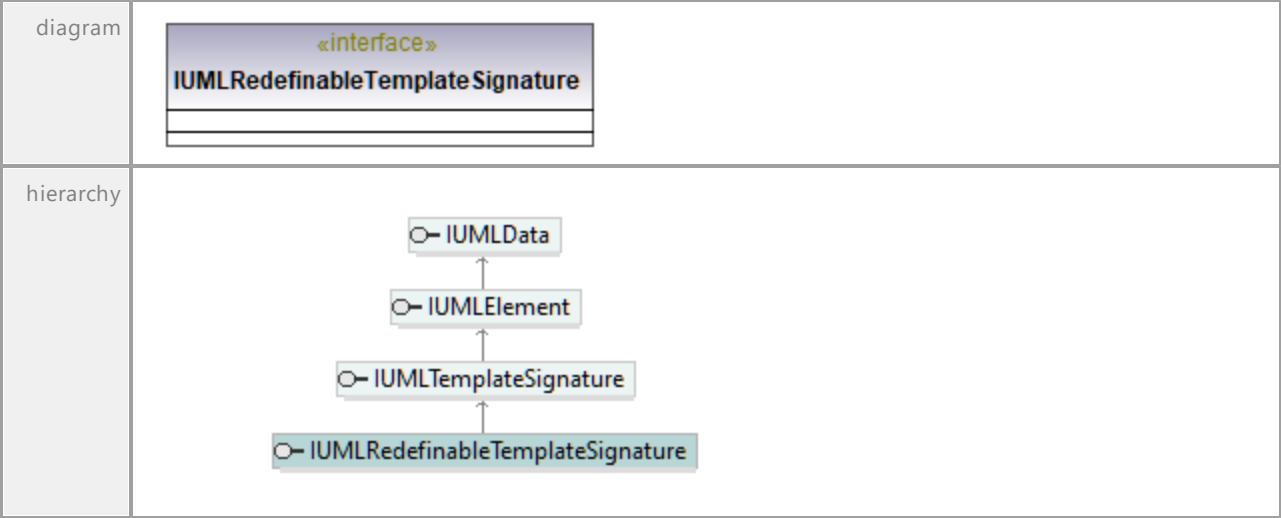 diagram
«interface»
IUMLRedefinableTemplateSignature
hierarchy
IUMLData
IUMLElement
IUMLTemplateSignature
IUMLRedefinableTemplateSignature